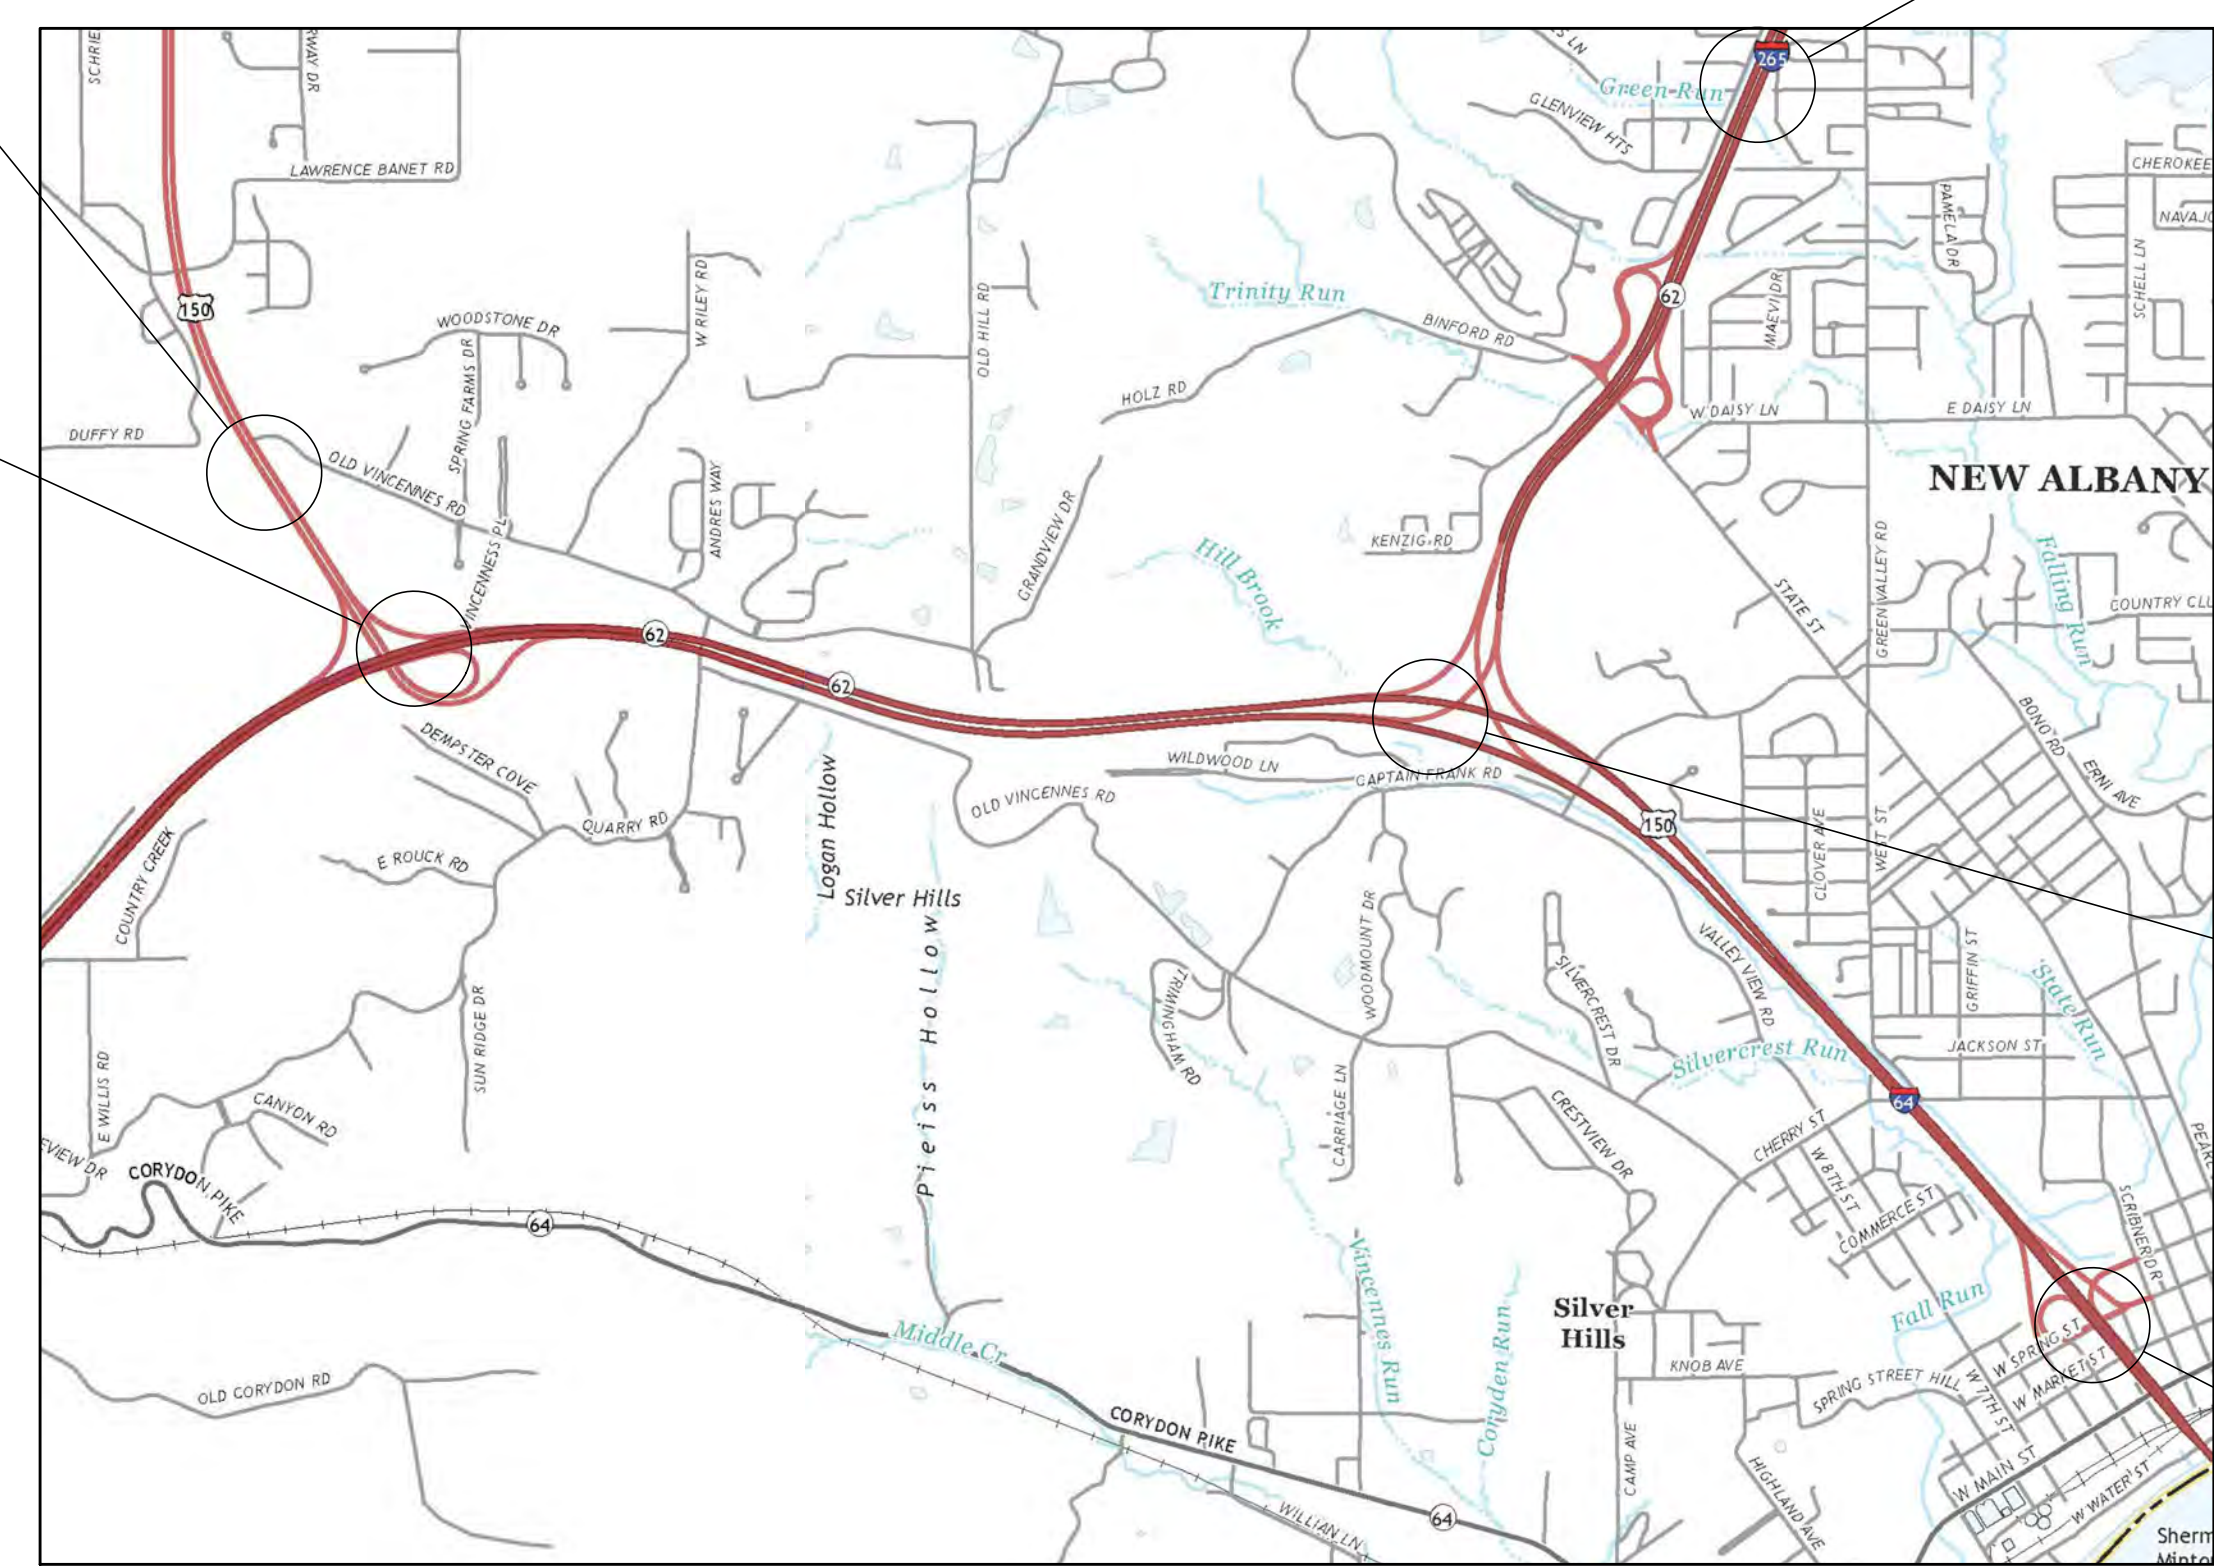 265
Green Run
GLENVIEW HTS
LAWRENCE BANET RD
CHEROKEE
PAMELA DR
SCHELL LN
W RILEY RD
OLD HILL RD
Trinity Run
62
MAEVI DR
150
WOODSTONE DR
BINFORD RD
SPRING FARMS DR
HOLZ RD
W DAISY LN
E DAISY LN
DUFFY RD
OLD VINCENNES RD
NEW ALBANY
ANDRES WAY
GRANDVIEW DR
KENZIG RD
Hill Brook
GREEN VALLEY RD
Falling Run
VINCENNESS PL
STATE ST
62
62
BONO RD
DEMPSTER COVE
WILDWOOD LN
CAPTAIN FRANK RD
ERNI AVE
OLD VINCENNES RD
QUARRY RD
150
Logan Hollow
CLOVER AVE
WEST ST
COUNTRY CREEK
E ROUCK RD
Silver Hills
WOODMOUNT DR
VALLEY VIEW RD
SILVERCREST DR
GRIFFIN ST
State Run
TRIMINGHAM RD
Pieiss Hollow
SUN RIDGE DR
Silvercrest Run
JACKSON ST
E WILLIS RD
CANYON RD
CARRIAGE LN
CRESTVIEW DR
64
CHERRY ST
W 8TH ST
CORYDON PIKE
COMMERCE ST
SCRIBNER DR
64
Vincennes Run
Coryden Run
Silver
Hills
Fall Run
Middle Cr
W SPRING ST
KNOB AVE
W MARKET ST
OLD CORYDON RD
SPRING STREET HILL
W 7TH ST
CORYDON PIKE
CAMP AVE
HIGHLAND AVE
W MAIN ST
W WATER ST
64
WILLIAN LN